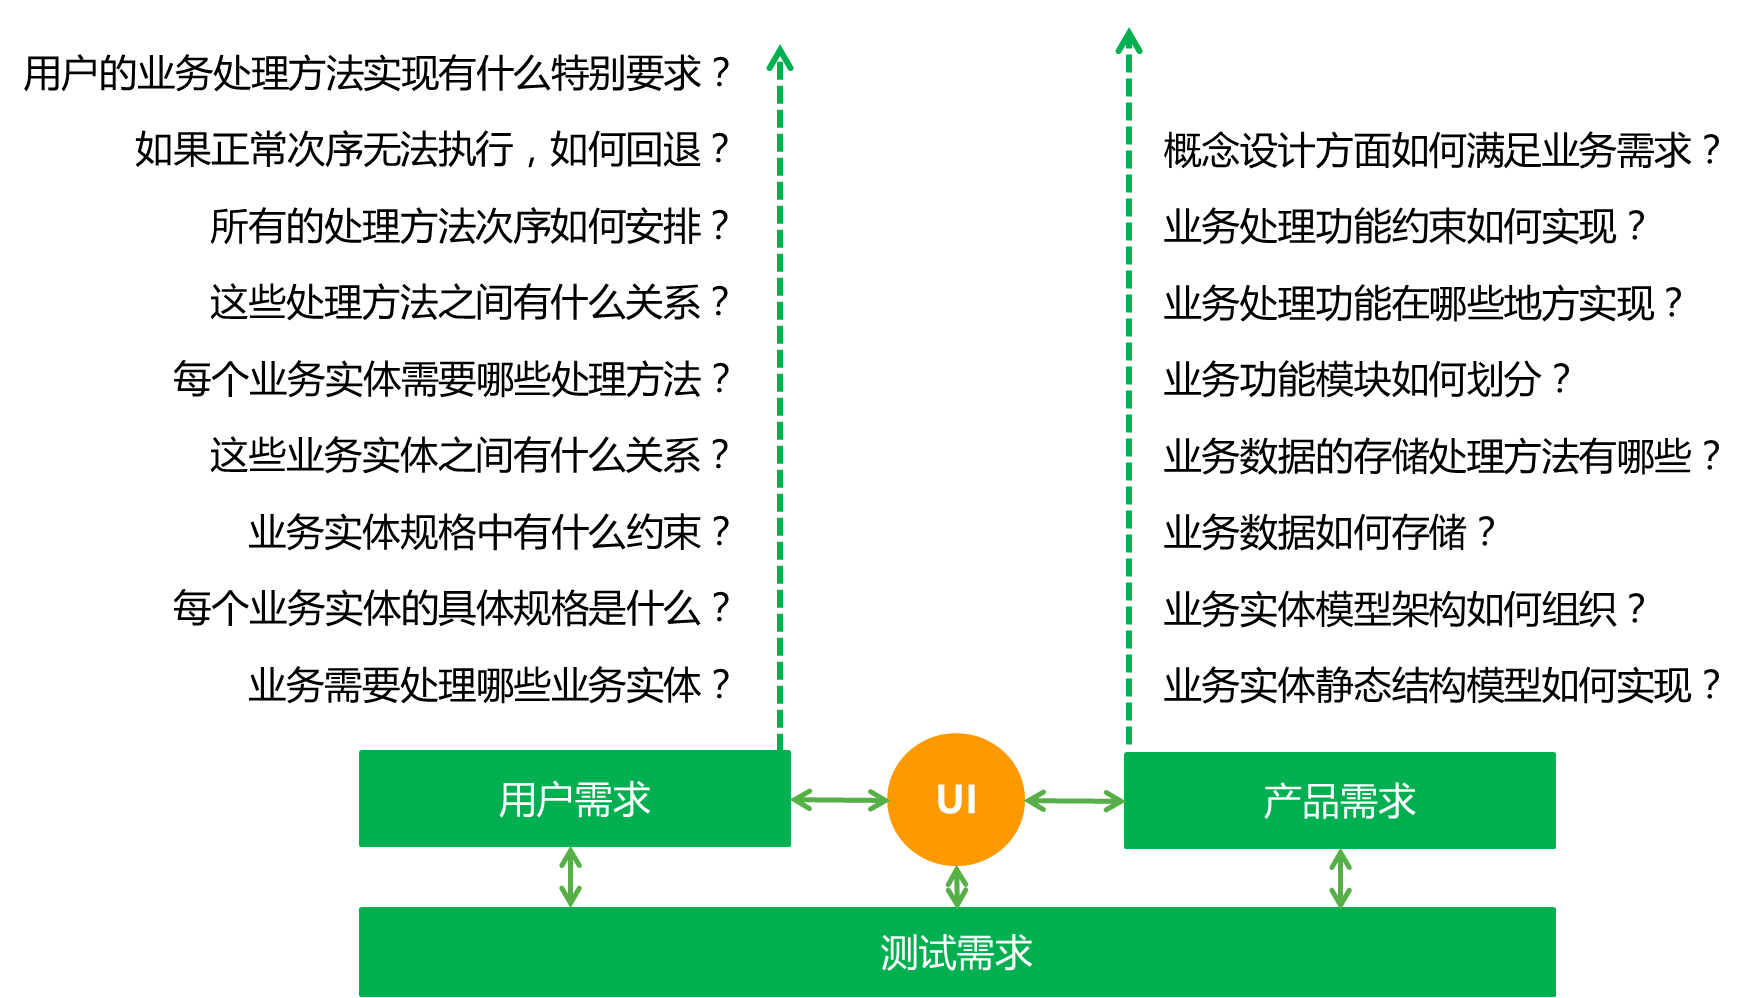 用户的业务处理方法实现有什么特别要求？
如果正常次序无法执行，如何回退？
所有的处理方法次序如何安排？
这些处理方法之间有什么关系？
每个业务实体需要哪些处理方法？
这些业务实体之间有什么关系？
业务实体规格中有什么约束？
每个业务实体的具体规格是什么？
业务需要处理哪些业务实体？
概念设计方面如何满足业务需求？
业务处理功能约束如何实现？
业务处理功能在哪些地方实现？
业务功能模块如何划分？
业务数据的存储处理方法有哪些？
业务数据如何存储？
业务实体模型架构如何组织？
业务实体静态结构模型如何实现？
用户需求
UI
产品需求
测试需求